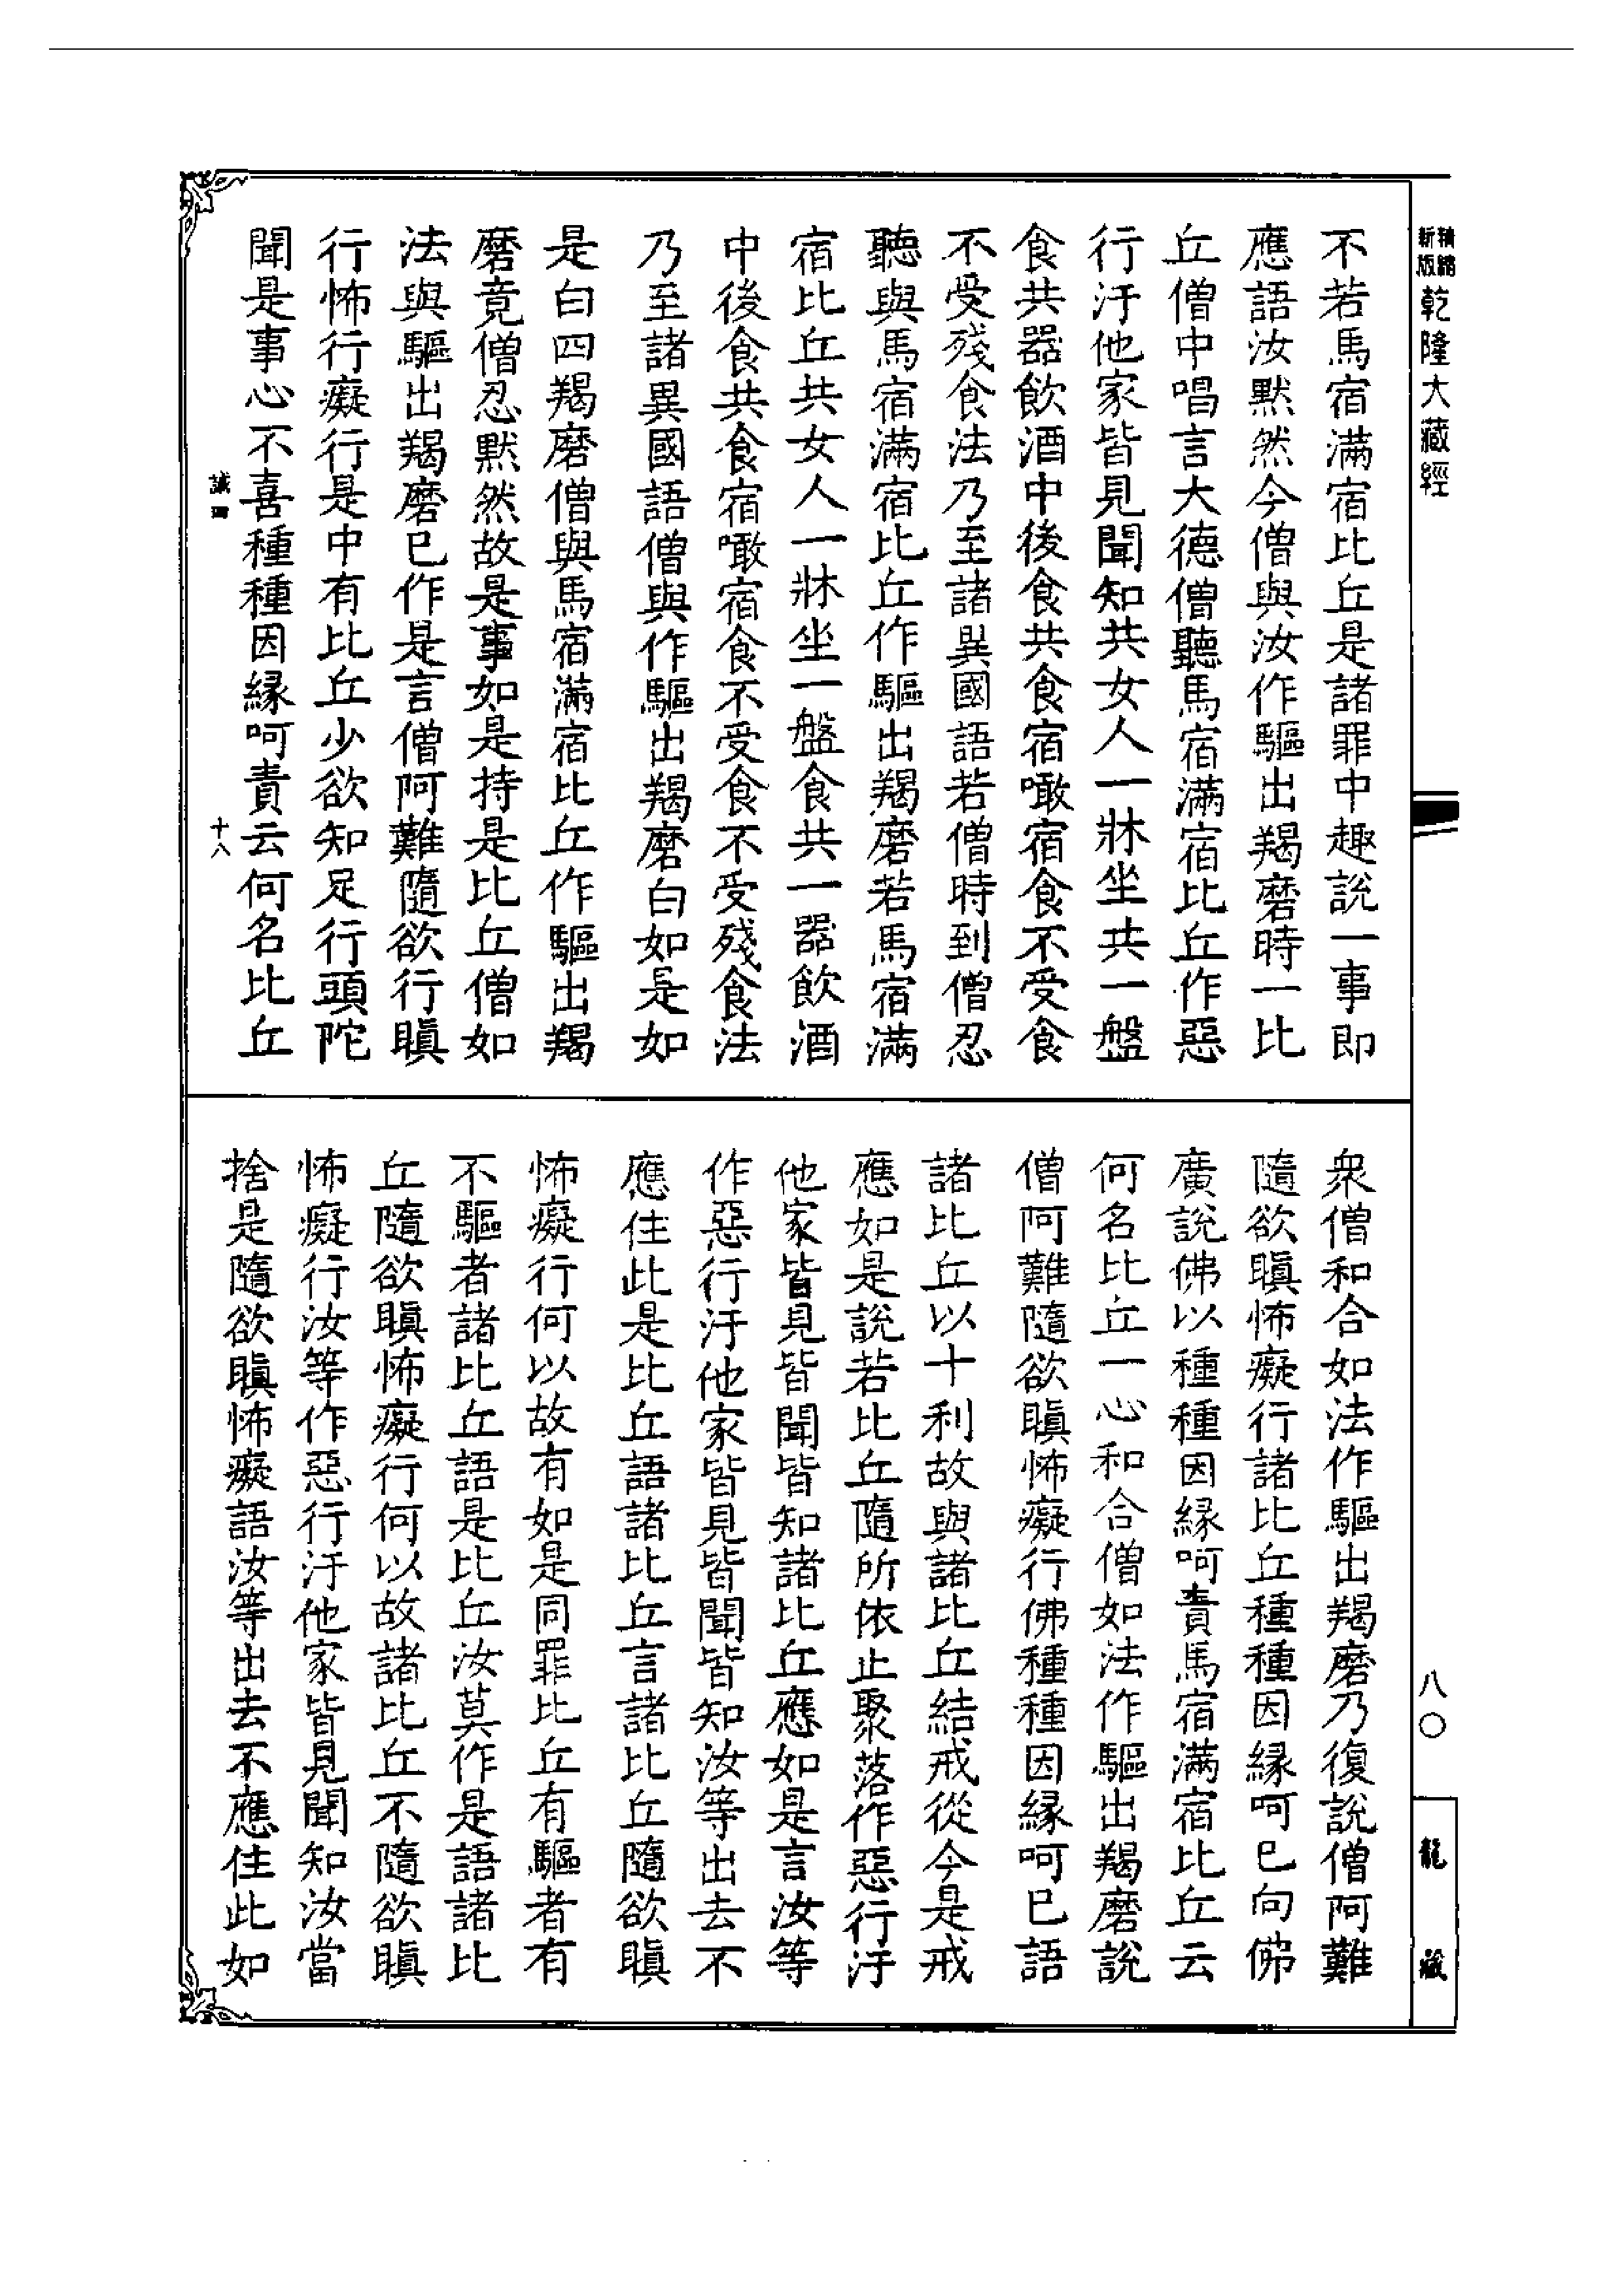 新版精縮 乾隆大藏經
不若馬宿滿宿比丘是諸罪中趣說一事即
應語汝默然今僧與汝作驅出羯磨時一比
丘僧中唱言大德僧聽馬宿滿宿比丘作惡
行汙他家皆見聞知共女人一牀坐共一盤
食共器飲酒中後食共食宿噉宿食不受食
不受殘食法乃至諸異國語若僧時到僧忍
聽與馬宿滿宿比丘作驅出羯磨若馬宿滿
宿比丘共女人一牀坐一盤食共一器飲酒
中後食共食宿噉宿食不受食不受殘食法
乃至諸異國語僧與作驅出羯磨白如是如
是白四羯磨僧與馬宿滿宿比丘作驅出羯
磨竟僧忍默然故是事如是持是比丘僧如
法與驅出羯磨已作是言僧阿難隨欲行瞋
行怖行癡行是中有比丘少欲知足行頭陀
聞是事心不喜種種因緣呵責云何名比丘
誠四 十八
衆僧和合如法作驅出羯磨乃復說僧阿難
隨欲瞋怖癡行諸比丘種種因緣呵已向佛
廣說佛以種種因緣呵責馬宿滿宿比丘云
何名比丘一心和合僧如法作驅出羯磨說
僧阿難隨欲瞋怖癡行佛種種因緣呵已語
諸比丘以十利故與諸比丘結戒從今是戒
應如是說若比丘隨所依止聚落作惡行汙
他家皆見皆聞皆知諸比丘應如是言汝等
作惡行汙他家皆見皆聞皆知汝等出去不
應住此是比丘語諸比丘言諸比丘隨欲瞋
怖癡行何以故有如是同罪比丘有驅者有
不驅者諸比丘語是比丘汝莫作是語諸比
丘隨欲瞋怖癡行何以故諸比丘不隨欲瞋
怖癡行汝等作惡行汙他家皆見聞知汝當
捨是隨欲瞋怖癡語汝等出去不應住此如
八〇
龍藏